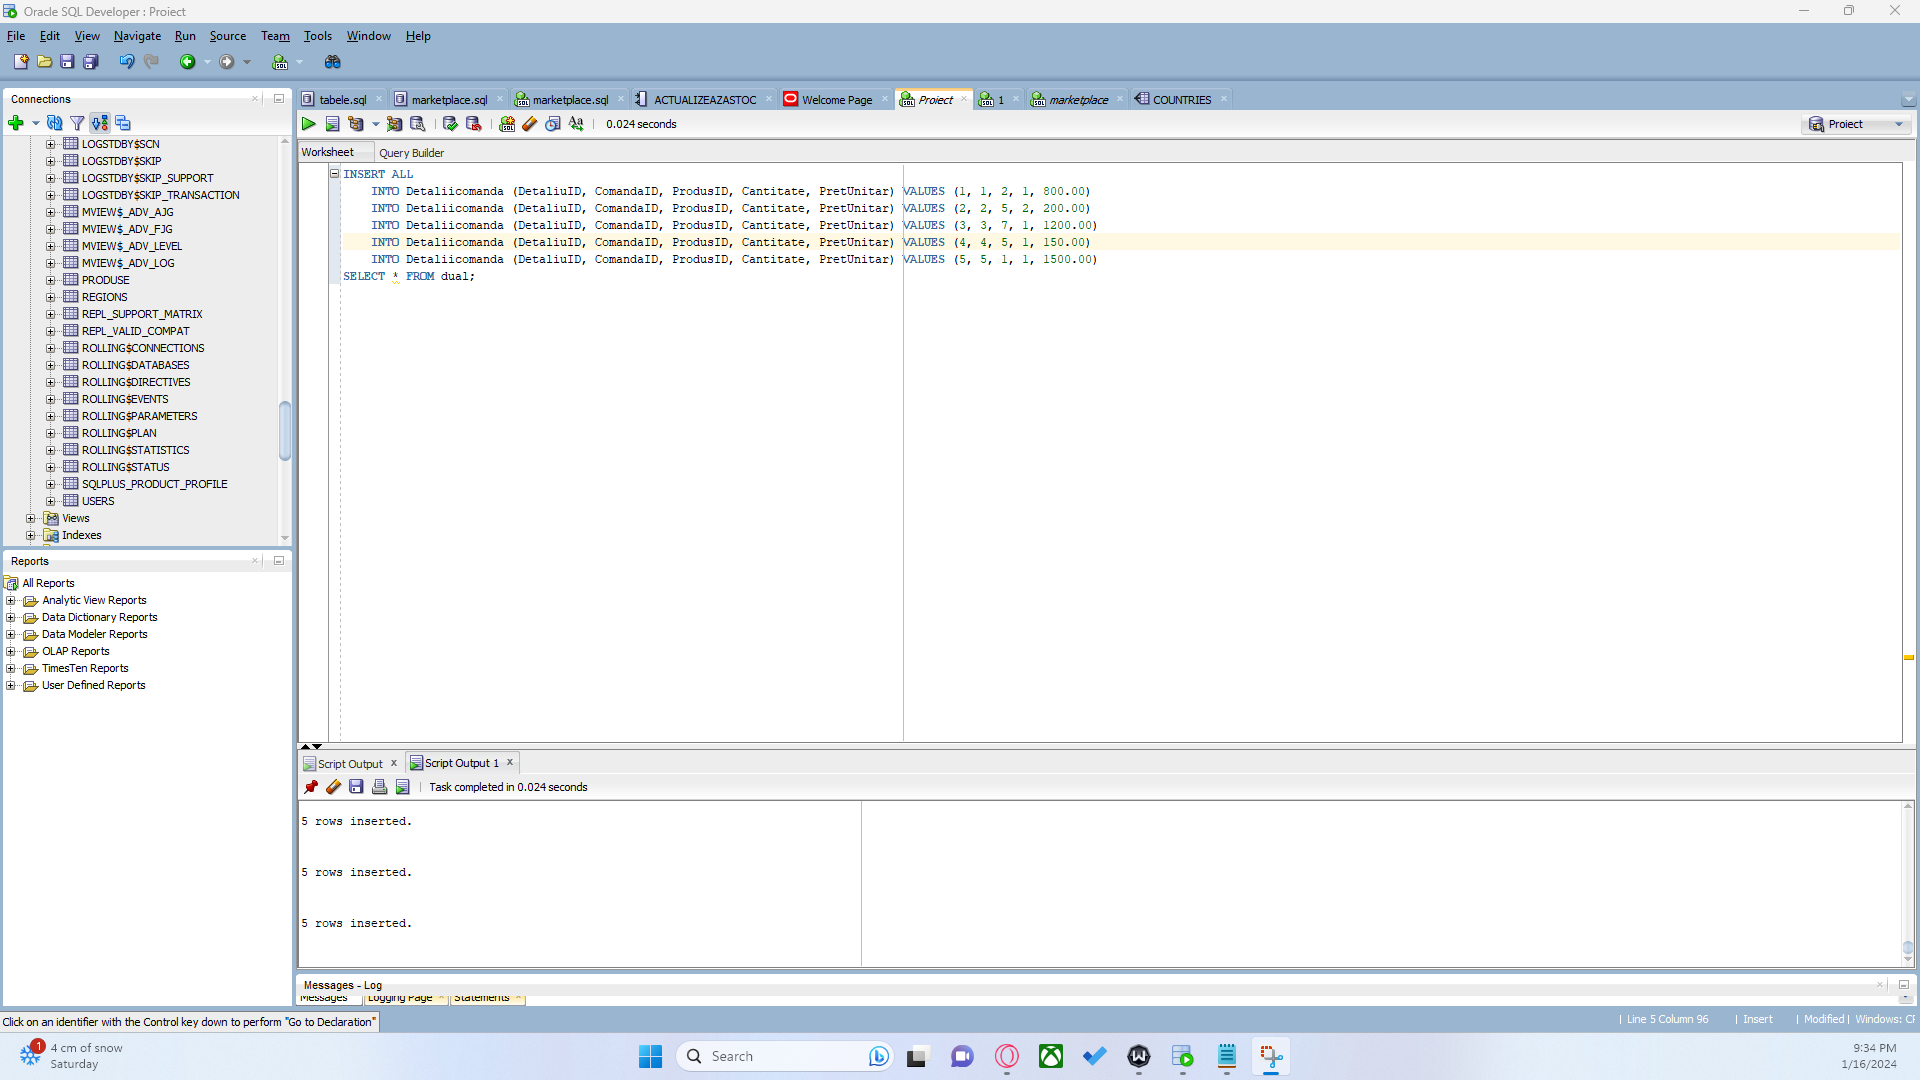 Oracle SQL Developer : Proiect
File Edit View Navigate Run Source Team Tools Window Help
Connections
LOGSTDBY$SCN
LOGSTDBY$SKIP
LOGSTDBY$SKIP_SUPPORT
LOGSTDBY$SKIP_TRANSACTION
MVIEW$_ADV_AJG
MVIEW$_ADV_FJG
MVIEW$_ADV_LEVEL
MVIEW$_ADV_LOG
PRODUSE
REGIONS
REPL_SUPPORT_MATRIX
REPL_VALID_COMPAT
ROLLING$CONNECTIONS
ROLLING$DATABASES
ROLLING$DIRECTIVES
ROLLING$EVENTS
ROLLING$PARAMETERS
ROLLING$PLAN
ROLLING$STATISTICS
ROLLING$STATUS
SQLPLUS_PRODUCT_PROFILE
USERS
Views
Indexes
Reports
All Reports
Analytic View Reports
Data Dictionary Reports
Data Modeler Reports
OLAP Reports
TimesTen Reports
User Defined Reports
tabele.sql marketplace.sql marketplace.sql ACTUALIZEAZASTOC Welcome Page Proiect 1 marketplace COUNTRIES
0.024 seconds
Proiect
Worksheet Query Builder
INSERT ALL
INTO Detaliicomanda (DetaliuID, ComandaID, ProdusID, Cantitate, PretUnitar) VALUES (1, 1, 2, 1, 800.00)
INTO Detaliicomanda (DetaliuID, ComandaID, ProdusID, Cantitate, PretUnitar) VALUES (2, 2, 5, 2, 200.00)
INTO Detaliicomanda (DetaliuID, ComandaID, ProdusID, Cantitate, PretUnitar) VALUES (3, 3, 7, 1, 1200.00)
INTO Detaliicomanda (DetaliuID, ComandaID, ProdusID, Cantitate, PretUnitar) VALUES (4, 4, 5, 1, 150.00)
INTO Detaliicomanda (DetaliuID, ComandaID, ProdusID, Cantitate, PretUnitar) VALUES (5, 5, 1, 1, 1500.00)
SELECT * FROM dual;
Script Output Script Output 1
Task completed in 0.024 seconds
5 rows inserted.
5 rows inserted.
5 rows inserted.
Messages - Log
Messages Logging Page Statements
Click on an identifier with the Control key down to perform "Go to Declaration"
Line 5 Column 96 Insert Modified Windows:
1
4 cm of snow
Saturday
Search
9:34 PM
1/16/2024